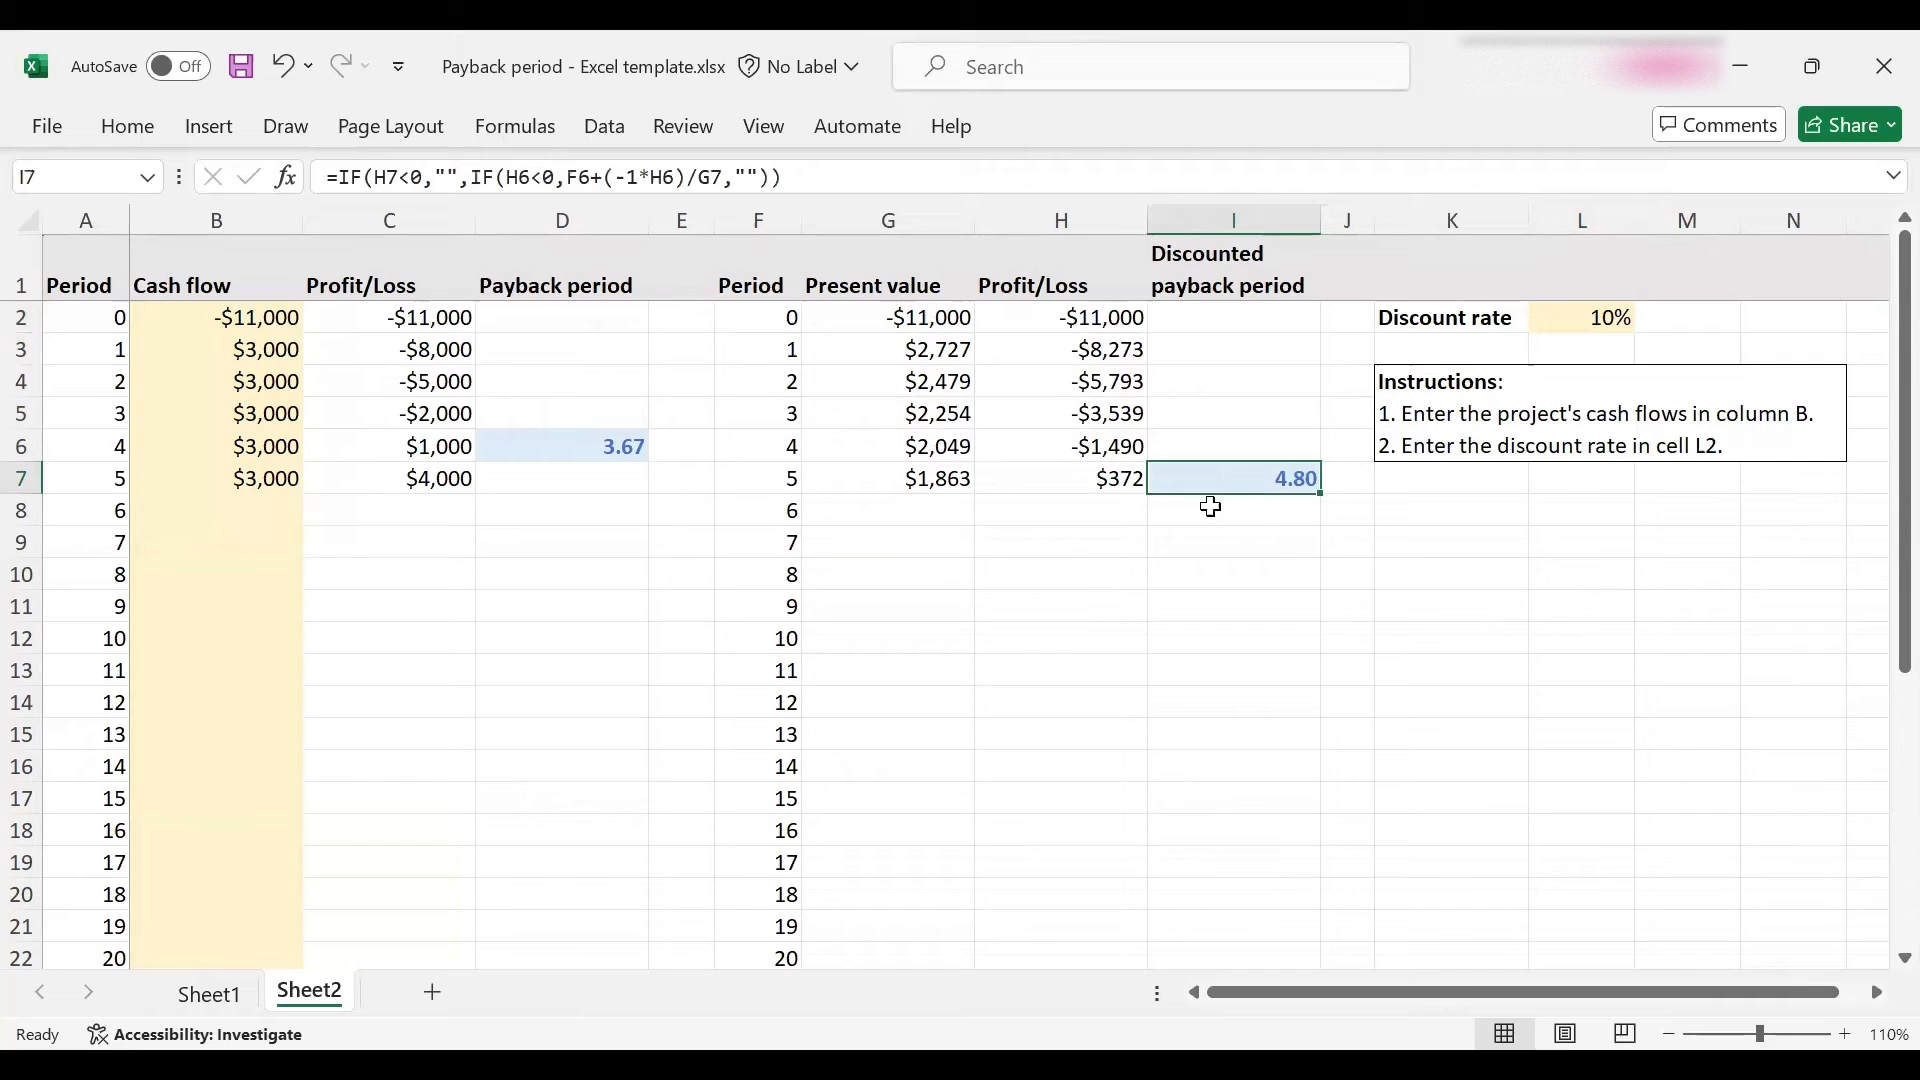 AutoSave Off Payback period - Excel template.xlsx No Label Search
File Home Insert Draw Page Layout Formulas Data Review View Automate Help Comments Share
I7 fx =IF(H7<0,"",IF(H6<0,F6+(-1*H6)/G7,""))
A B C D E F G H I J K L M N
1 Period Cash flow Profit/Loss Payback period Period Present value Profit/Loss Discounted payback period
2 0 -$11,000 -$11,000 0 -$11,000 -$11,000 Discount rate 10%
3 1 $3,000 -$8,000 1 $2,727 -$8,273
4 2 $3,000 -$5,000 2 $2,479 -$5,793 Instructions:
5 3 $3,000 -$2,000 3 $2,254 -$3,539 1. Enter the project's cash flows in column B.
6 4 $3,000 $1,000 3.67 4 $2,049 -$1,490 2. Enter the discount rate in cell L2.
7 5 $3,000 $4,000 5 $1,863 $372 4.80
8 6 6
9 7 7
10 8 8
11 9 9
12 10 10
13 11 11
14 12 12
15 13 13
16 14 14
17 15 15
18 16 16
19 17 17
20 18 18
21 19 19
22 20 20
Sheet1 Sheet2
Ready Accessibility: Investigate 110%